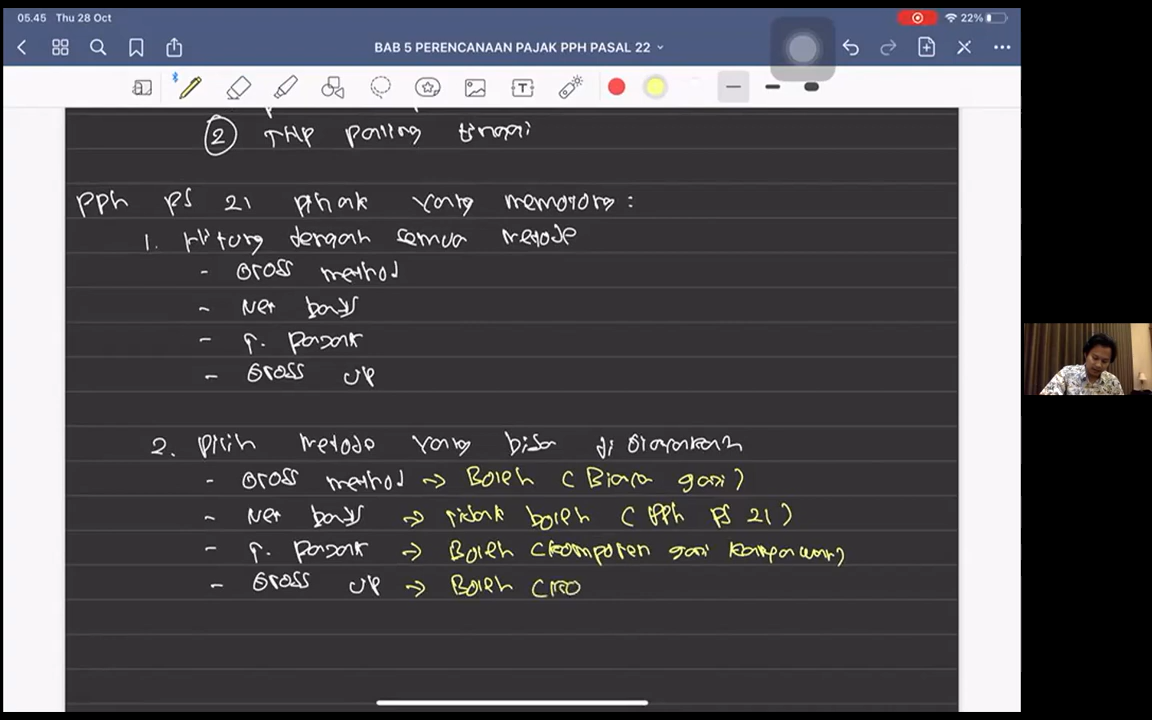 05.45 Thu 28 Oct
22%
BAB 5 PERENCANAAN PAJAK PPH PASAL 22
② THP paling tinggi
PPh PS 21 pihak yang memotong :
1. Hitung dengan semua metode
- Gross method
- Net basis
- T. pajak
- Gross up
2. Pilih metode yang bisa di biayakan
- Gross method → Boleh (Biaya gaji)
- Net basis → Tidak boleh (PPh PS 21)
- T. pajak → Boleh (Komponen gaji karyawan)
- Gross up → Boleh (Ko